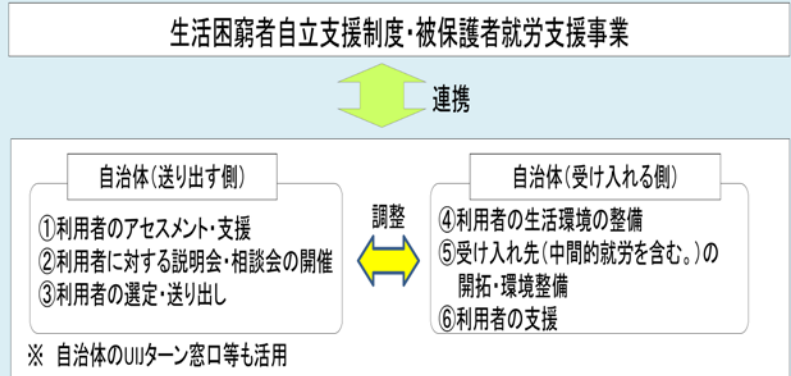 生活困窮者自立支援制度・被保護者就労支援事業
連携
自治体（送り出す側）
①利用者のアセスメント・支援
②利用者に対する説明会・相談会の開催
③利用者の選定・送り出し
調整
自治体（受け入れる側）
④利用者の生活環境の整備
⑤受け入れ先（中間的就労を含む。）の
開拓・環境整備
⑥利用者の支援
※ 自治体のUIJターン窓口等も活用